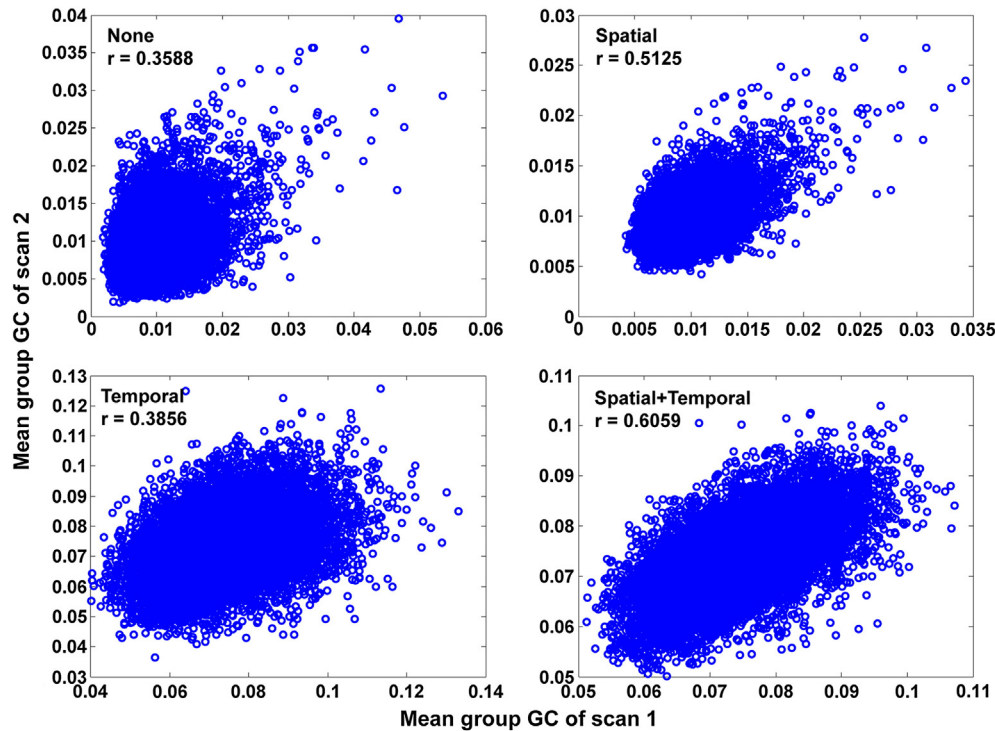 None
r = 0.3588
0.04
0.035
0.03
0.025
0.02
0.015
0.01
0.005
0
0 0.01 0.02 0.03 0.04 0.05 0.06
Spatial
r = 0.5125
0.03
0.025
0.02
0.015
0.01
0.005
0
0 0.005 0.01 0.015 0.02 0.025 0.03 0.035
Mean group GC of scan 2
Temporal
r = 0.3856
0.13
0.12
0.11
0.1
0.09
0.08
0.07
0.06
0.05
0.04
0.03
0.04 0.06 0.08 0.1 0.12 0.14
Spatial+Temporal
r = 0.6059
0.11
0.1
0.09
0.08
0.07
0.06
0.05
0.05 0.06 0.07 0.08 0.09 0.1 0.11
Mean group GC of scan 1